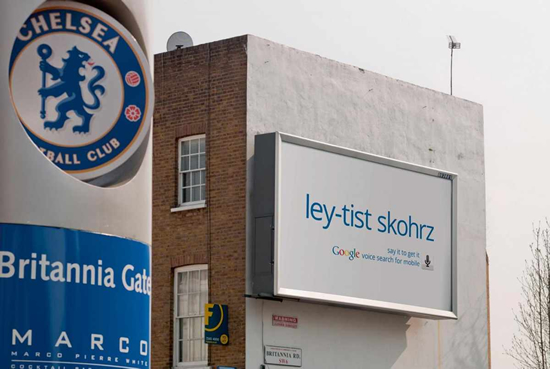 CHELSEA
FOOTBALL CLUB
Britannia Gate
MARCO
MARCO PIERRE WHITE
ley-tist skohrz
say it to get it
Google voice search for mobile
BRITANNIA RD.